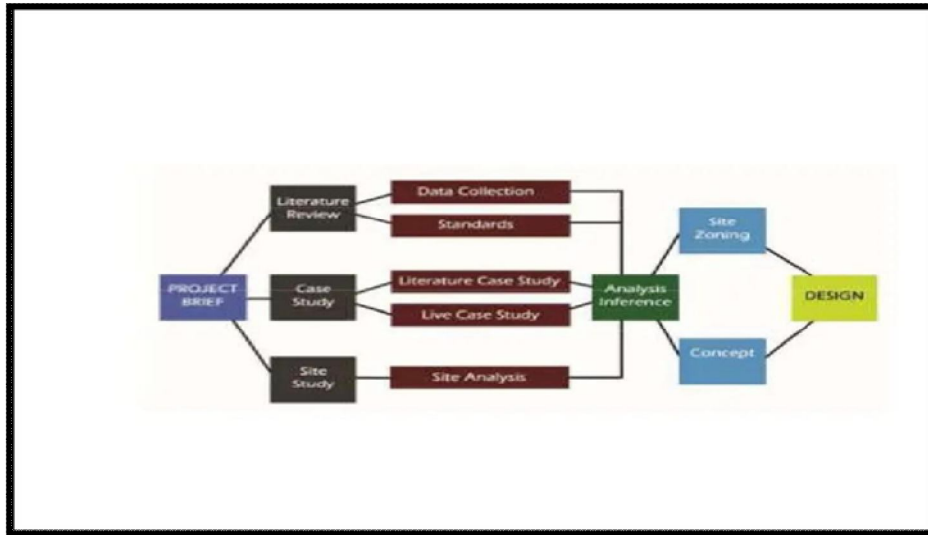 PROJECT
BRIEF
Literature
Review
Case
Study
Site
Study
Data Collection
Standards
Literature Case Study
Live Case Study
Site Analysis
Analysis
Inference
Site
Zoning
Concept
DESIGN